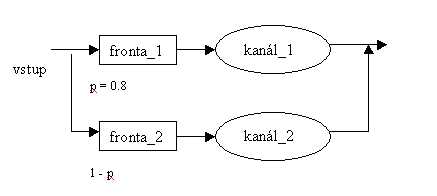 fronta_1
kanál_1
vstup
p = 0.8
fronta_2
kanál_2
1 - p